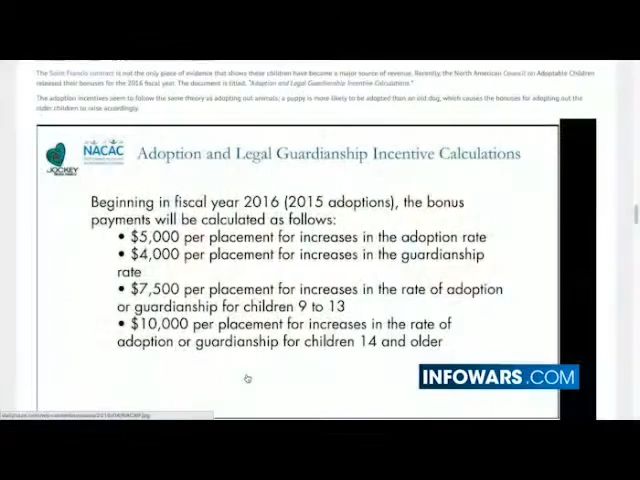 The Saint Francis contract is not the only piece of evidence that shows these children have become a major source of revenue. Recently, the North American Council on Adoptable Children
released their bonuses for the 2016 fiscal year. The document is titled, "Adoption and Legal Guardianship Incentive Calculations."
The adoption incentives seem to follow the same theory as adopting out animals; a puppy is more likely to be adopted than an old dog, which causes the bonuses for adopting out the
older children to raise accordingly.
JOCKEY
NACAC
Adoption and Legal Guardianship Incentive Calculations
Beginning in fiscal year 2016 (2015 adoptions), the bonus
payments will be calculated as follows:
• $5,000 per placement for increases in the adoption rate
• $4,000 per placement for increases in the guardianship
rate
• $7,500 per placement for increases in the rate of adoption
or guardianship for children 9 to 13
• $10,000 per placement for increases in the rate of
adoption or guardianship for children 14 and older
INFOWARS.COM